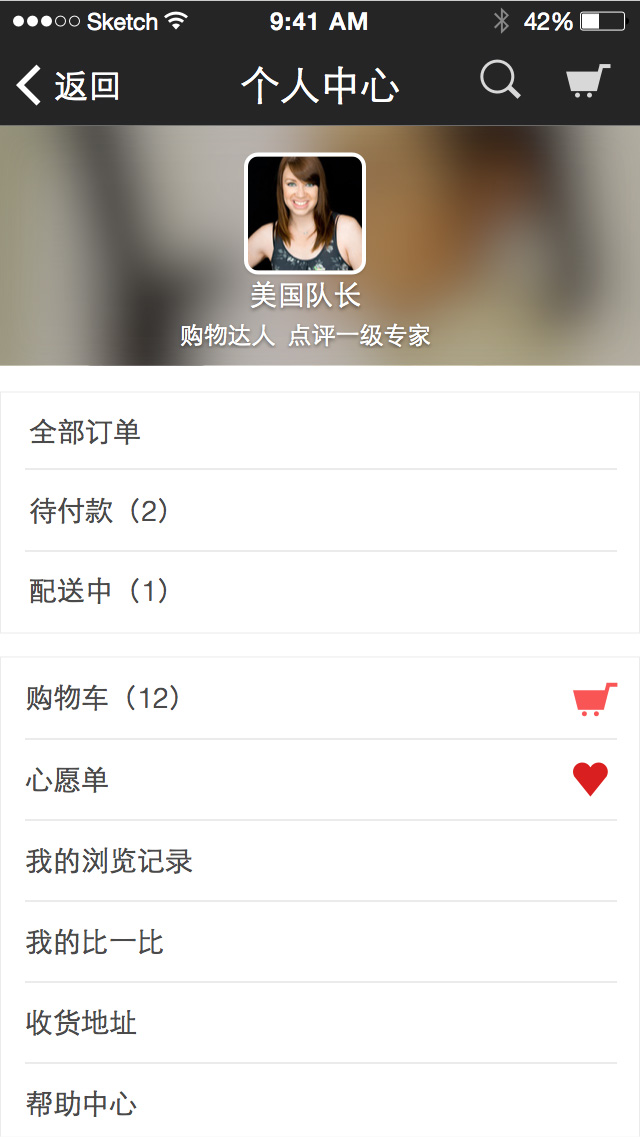 Sketch 9:41 AM 42%
返回 个人中心
美国队长
购物达人 点评一级专家
全部订单
待付款（2）
配送中（1）
购物车（12）
心愿单
我的浏览记录
我的比一比
收货地址
帮助中心